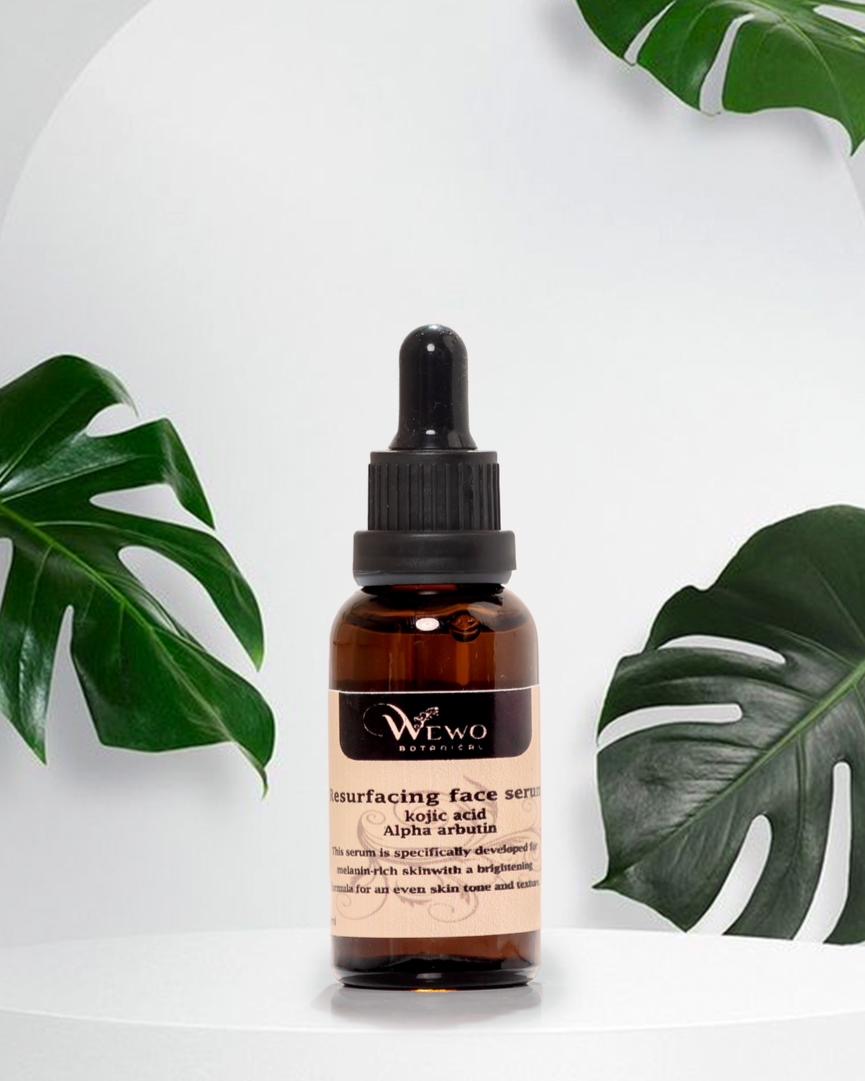 WEWO
BOTANICAL
Resurfacing face serum
kojic acid
Alpha arbutin
This serum is specifically developed for
melanin-rich skinwith a brightening
formula for an even skin tone and texture
ml